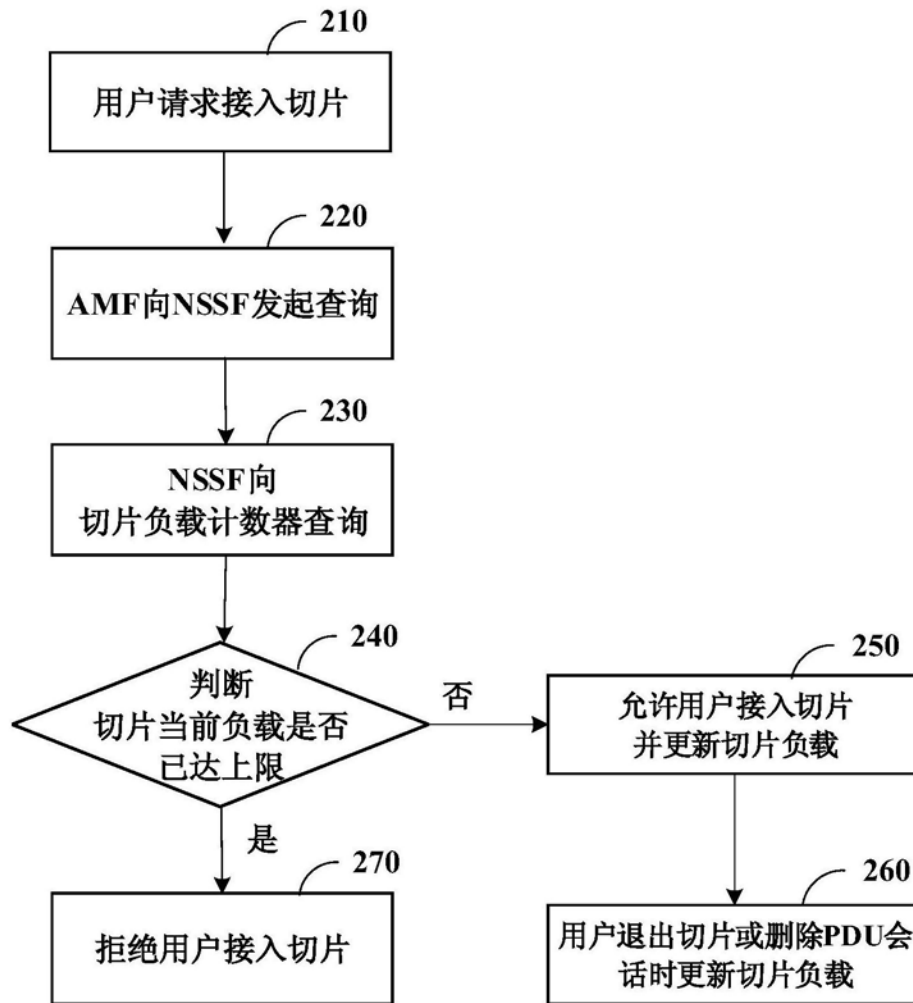 210
用户请求接入切片
220
AMF向NSSF发起查询
230
NSSF向
切片负载计数器查询
240
判断
切片当前负载是否
已达上限
否
250
允许用户接入切片
并更新切片负载
是
270
拒绝用户接入切片
260
用户退出切片或删除PDU会
话时更新切片负载